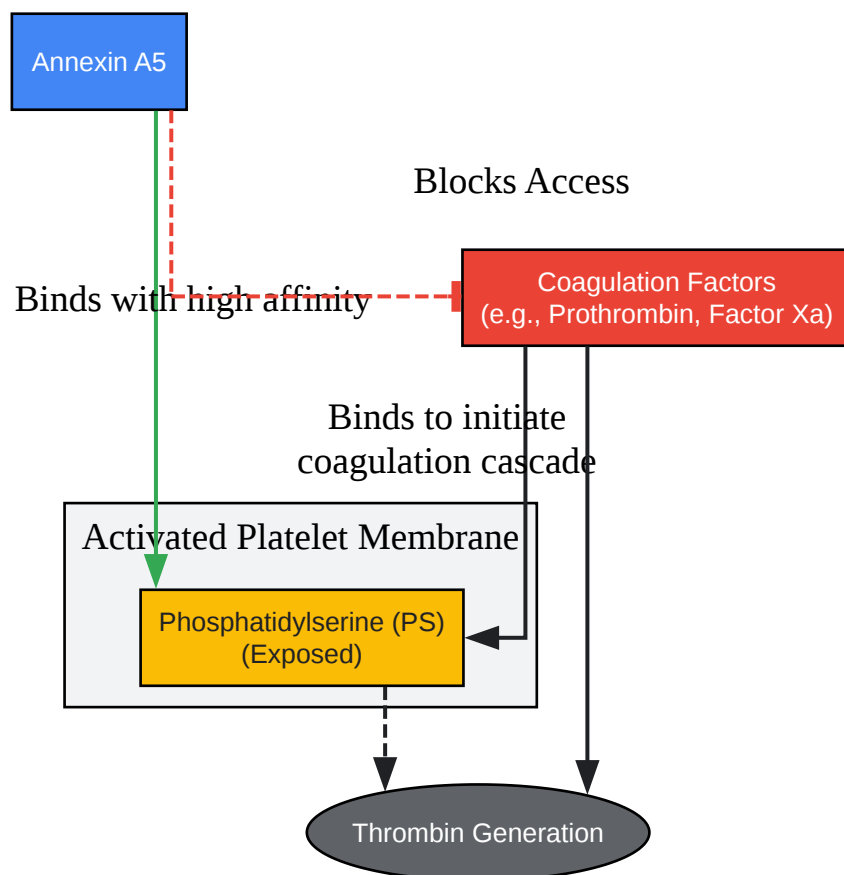 Annexin A5
Blocks Access
Coagulation Factors
(e.g., Prothrombin, Factor Xa)
Binds with high affinity
Binds to initiate
coagulation cascade
Activated Platelet Membrane
Phosphatidylserine (PS)
(Exposed)
Thrombin Generation